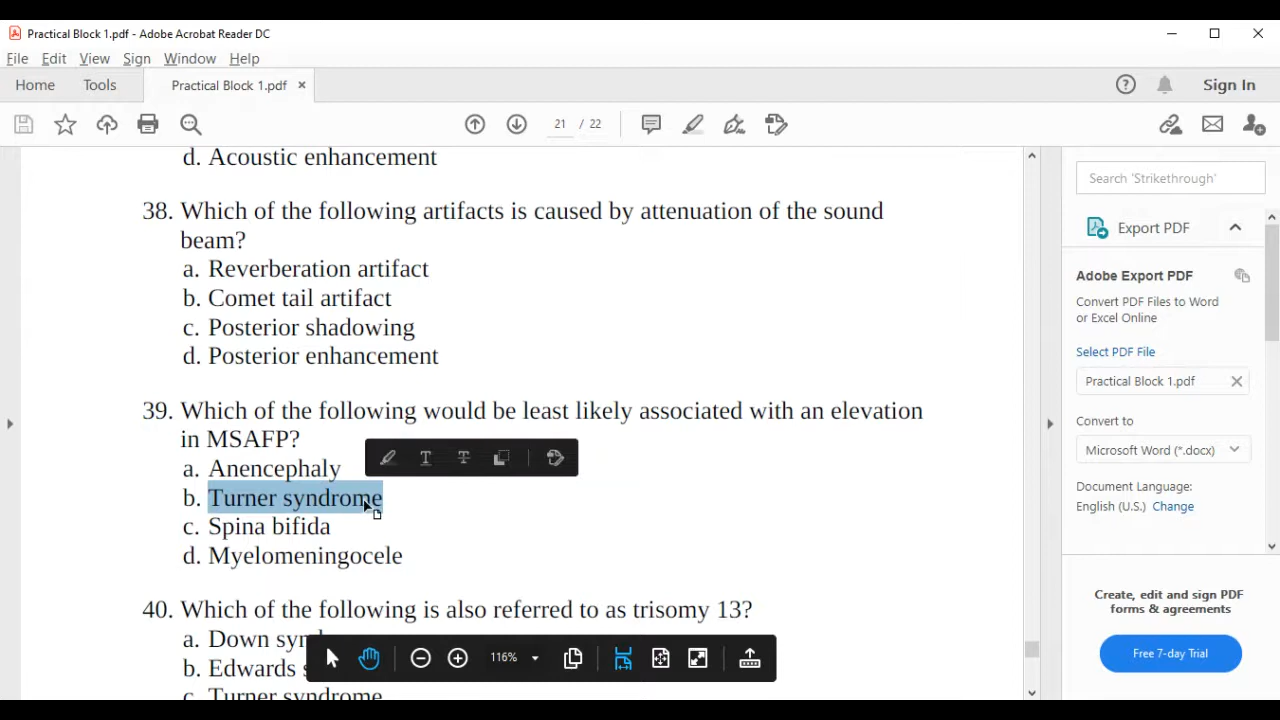 Practical Block 1.pdf - Adobe Acrobat Reader DC
File Edit View Sign Window Help
Home Tools Practical Block 1.pdf × Sign In
21 / 22
d. Acoustic enhancement
38. Which of the following artifacts is caused by attenuation of the sound
beam?
a. Reverberation artifact
b. Comet tail artifact
c. Posterior shadowing
d. Posterior enhancement
39. Which of the following would be least likely associated with an elevation
in MSAFP?
a. Anencephaly
b. Turner syndrome
c. Spina bifida
d. Myelomeningocele
40. Which of the following is also referred to as trisomy 13?
a. Down
b. Edwards
c. Turner syndrome
116%
Search 'Strikethrough'
Export PDF
Adobe Export PDF
Convert PDF Files to Word
or Excel Online
Select PDF File
Practical Block 1.pdf
Convert to
Microsoft Word (*.docx)
Document Language:
English (U.S.) Change
Create, edit and sign PDF
forms & agreements
Free 7-day Trial